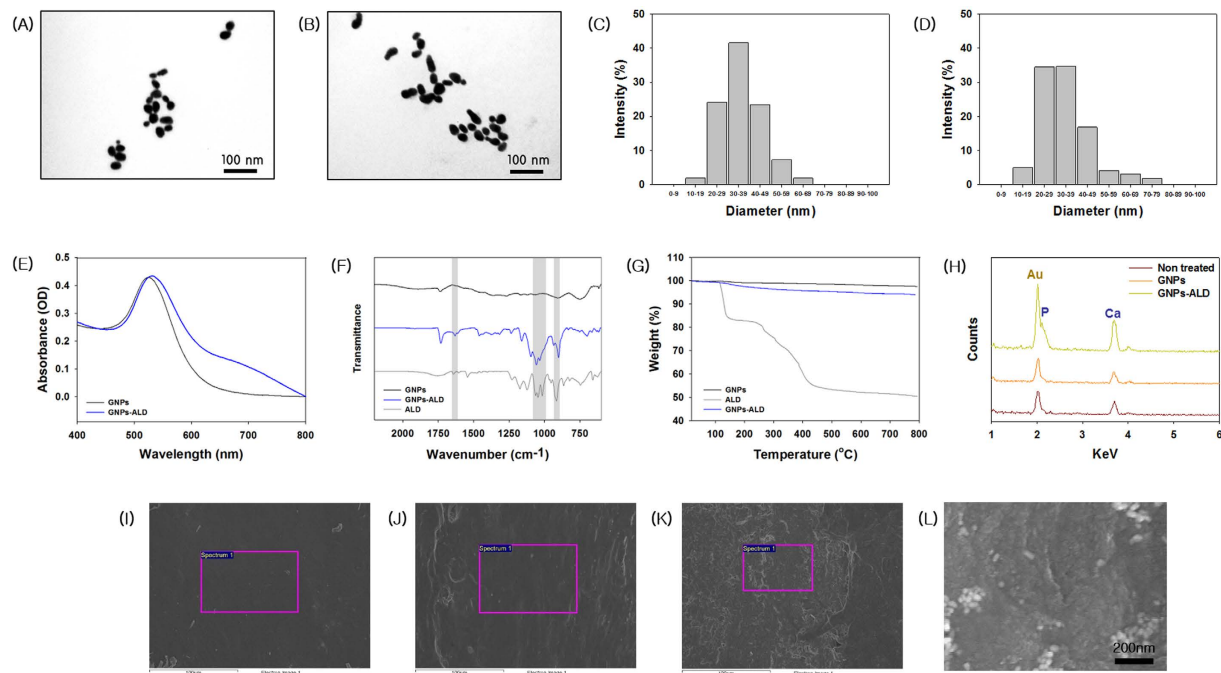 (A)
100 nm
(B)
100 nm
(C)
50
40
30
20
10
0
Intensity (%)
0-9 10-19 20-29 30-39 40-49 50-59 60-69 70-79 80-89 90-100
Diameter (nm)
(D)
50
40
30
20
10
0
Intensity (%)
0-9 10-19 20-29 30-39 40-49 50-59 60-69 70-79 80-89 90-100
Diameter (nm)
(E)
0.5
0.4
0.3
0.2
0.1
0.0
Absorbance (OD)
GNPs
GNPs-ALD
400 500 600 700 800
Wavelength (nm)
(F)
Transmittance
GNPs
GNPs-ALD
ALD
2000 1750 1500 1250 1000 750
Wavenumber (cm-1)
(G)
110
100
90
80
70
60
50
40
Weight (%)
GNPs
ALD
GNPs-ALD
100 200 300 400 500 600 700 800
Temperature (oC)
(H)
Non treated
GNPs
GNPs-ALD
Au
P
Ca
Counts
1 2 3 4 5 6
KeV
(I)
Spectrum 1
(J)
Spectrum 1
(K)
Spectrum 1
(L)
200nm